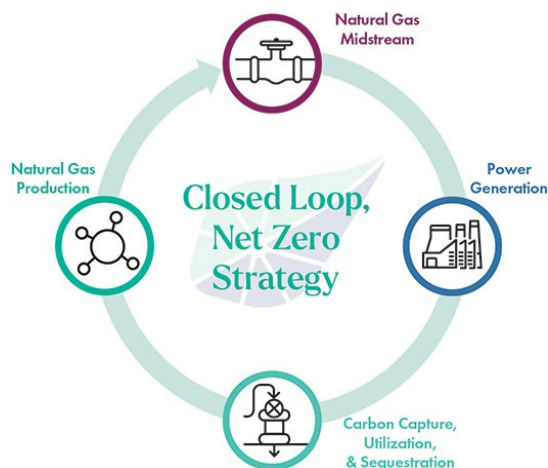 Natural Gas
Midstream
Natural Gas
Production
Closed Loop,
Net Zero
Strategy
Power
Generation
Carbon Capture,
Utilization,
& Sequestration